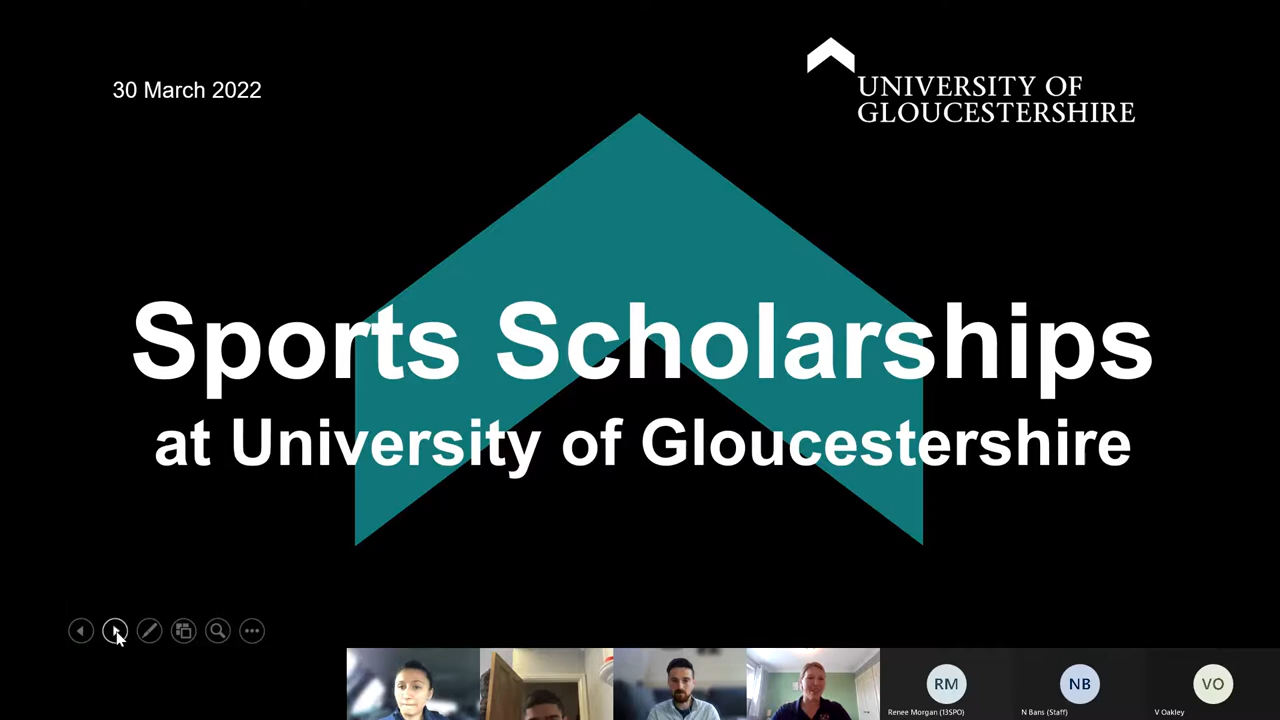 30 March 2022
UNIVERSITY OF
GLOUCESTERSHIRE
Sports Scholarships
at University of Gloucestershire
RM
NB
VO
Renee Morgan (13SPO)
N Bans (Staff)
V Oakley